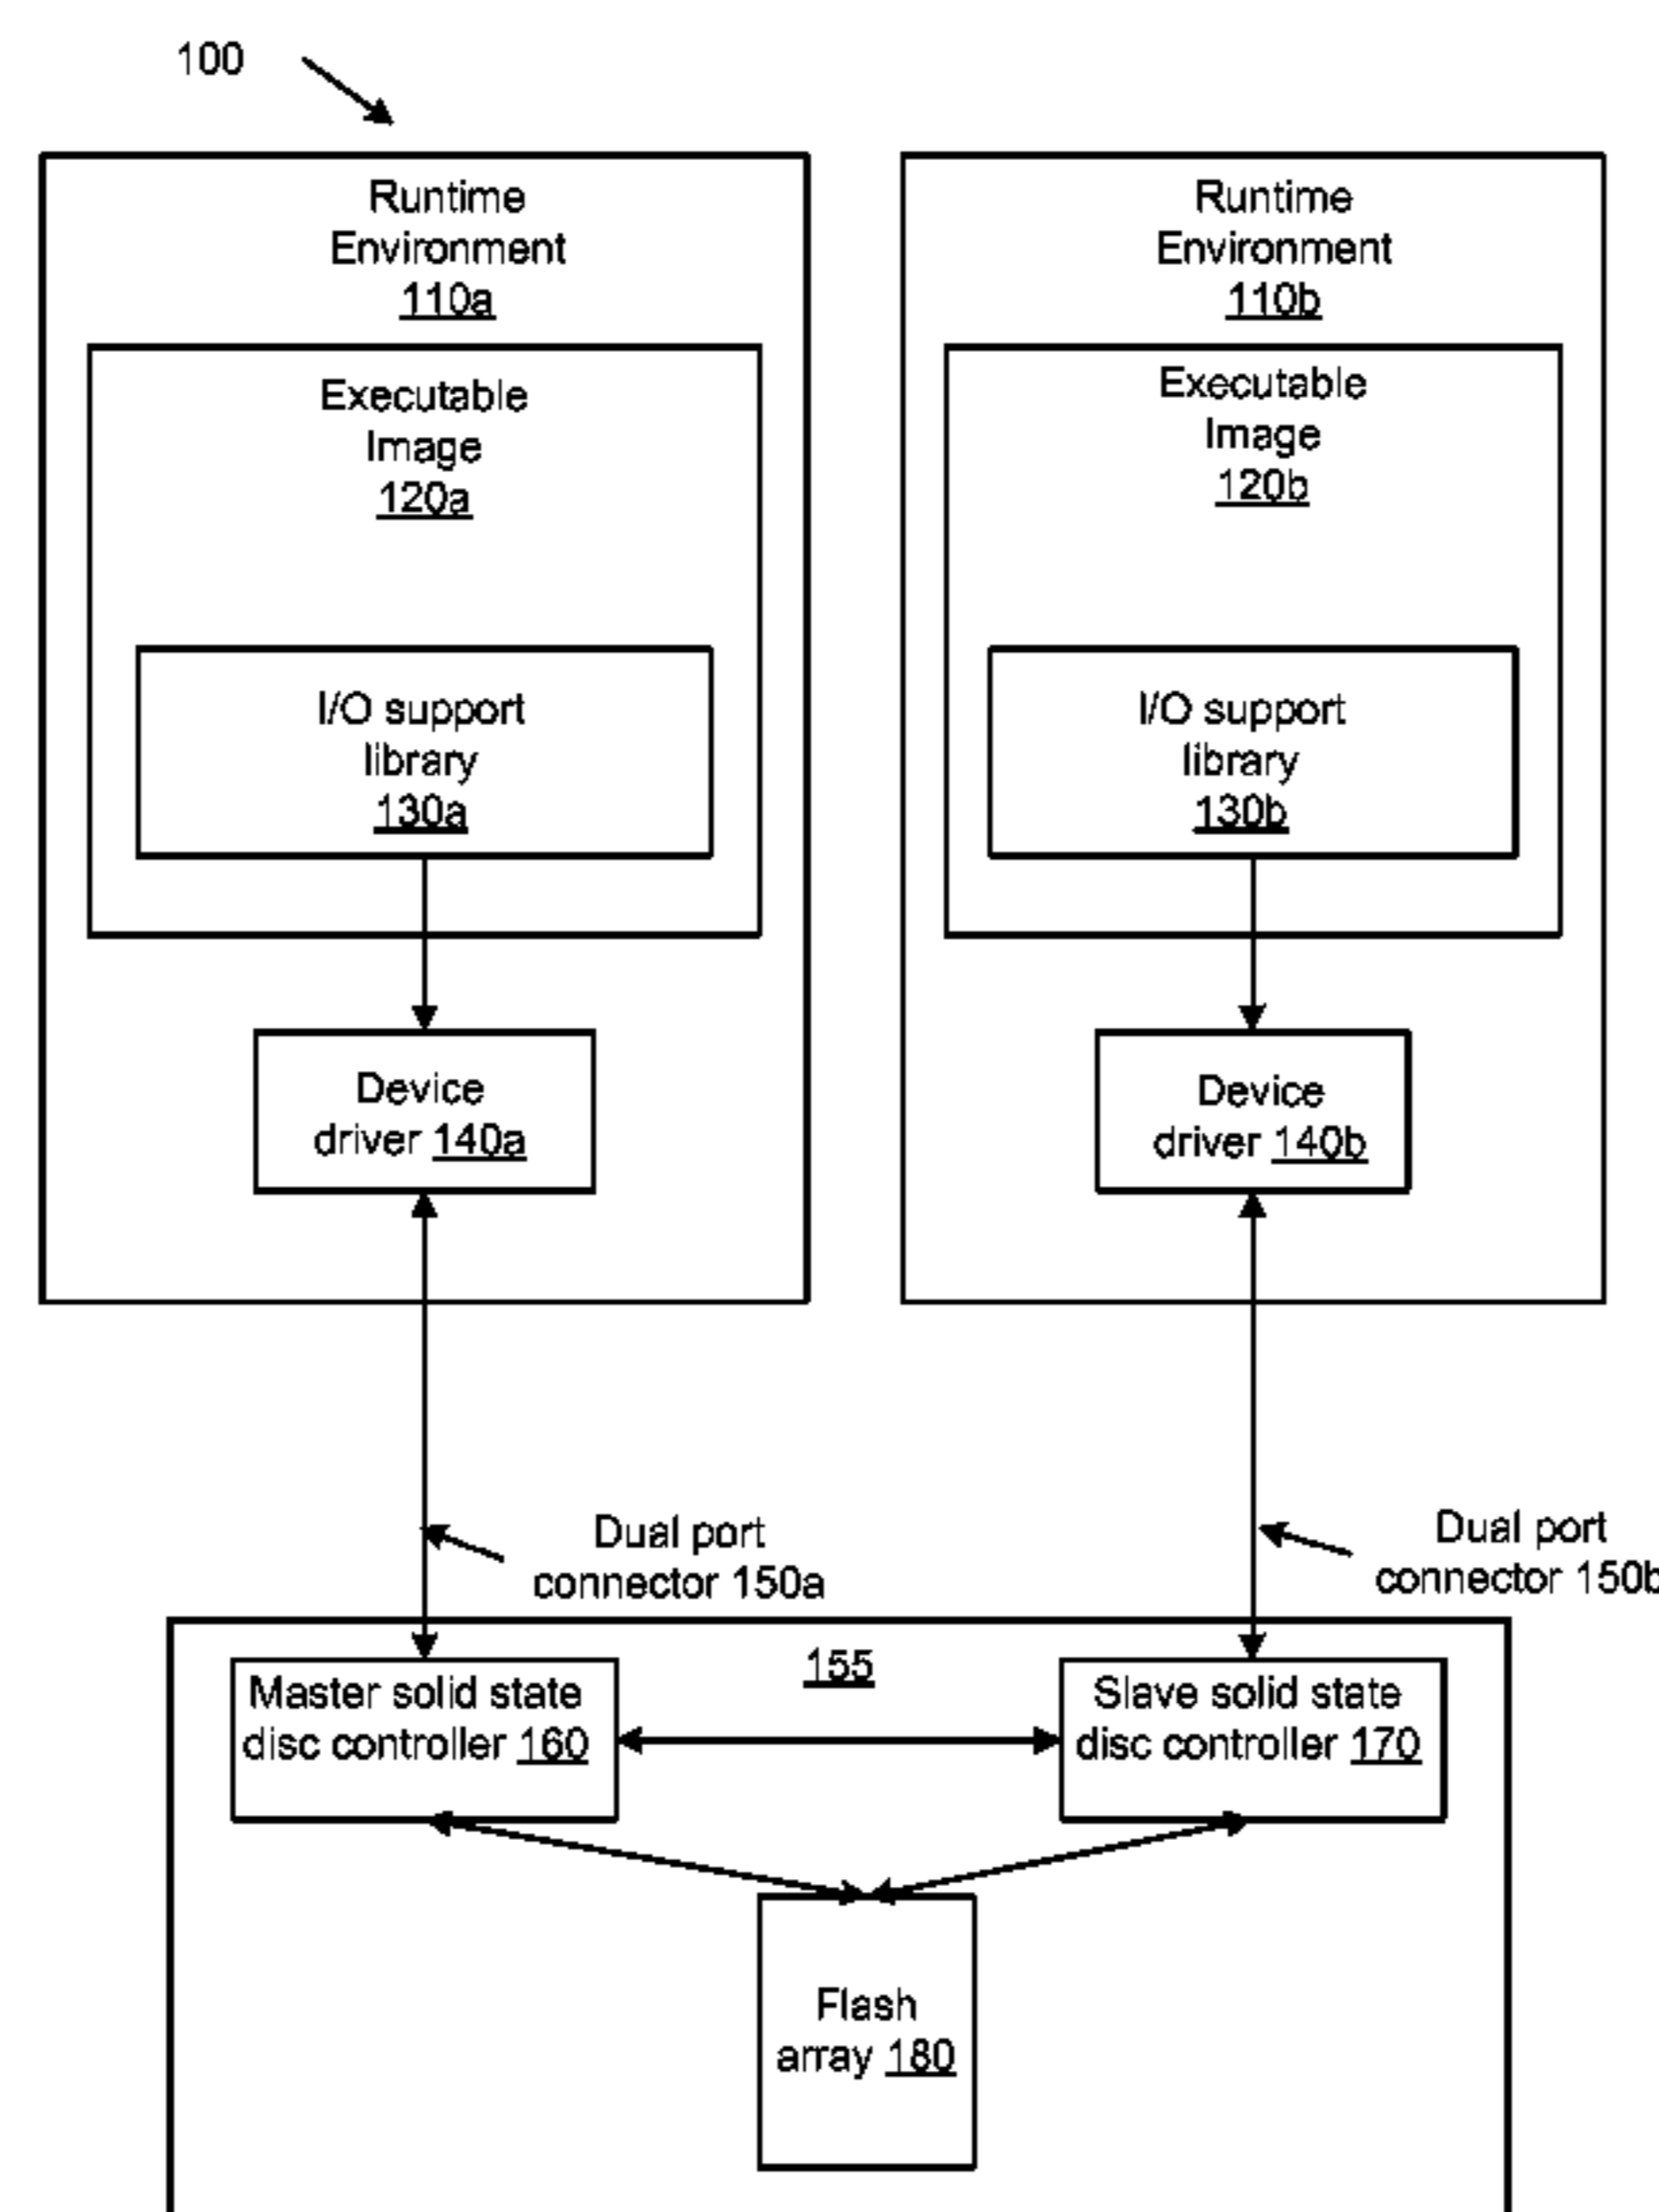 100
Runtime
Environment
110a
Executable
Image
120a
I/O support
library
130a
Device
driver 140a
Runtime
Environment
110b
Executable
Image
120b
I/O support
library
130b
Device
driver 140b
Dual port
connector 150a
Dual port
connector 150b
155
Master solid state
disc controller 160
Slave solid state
disc controller 170
Flash
array 180